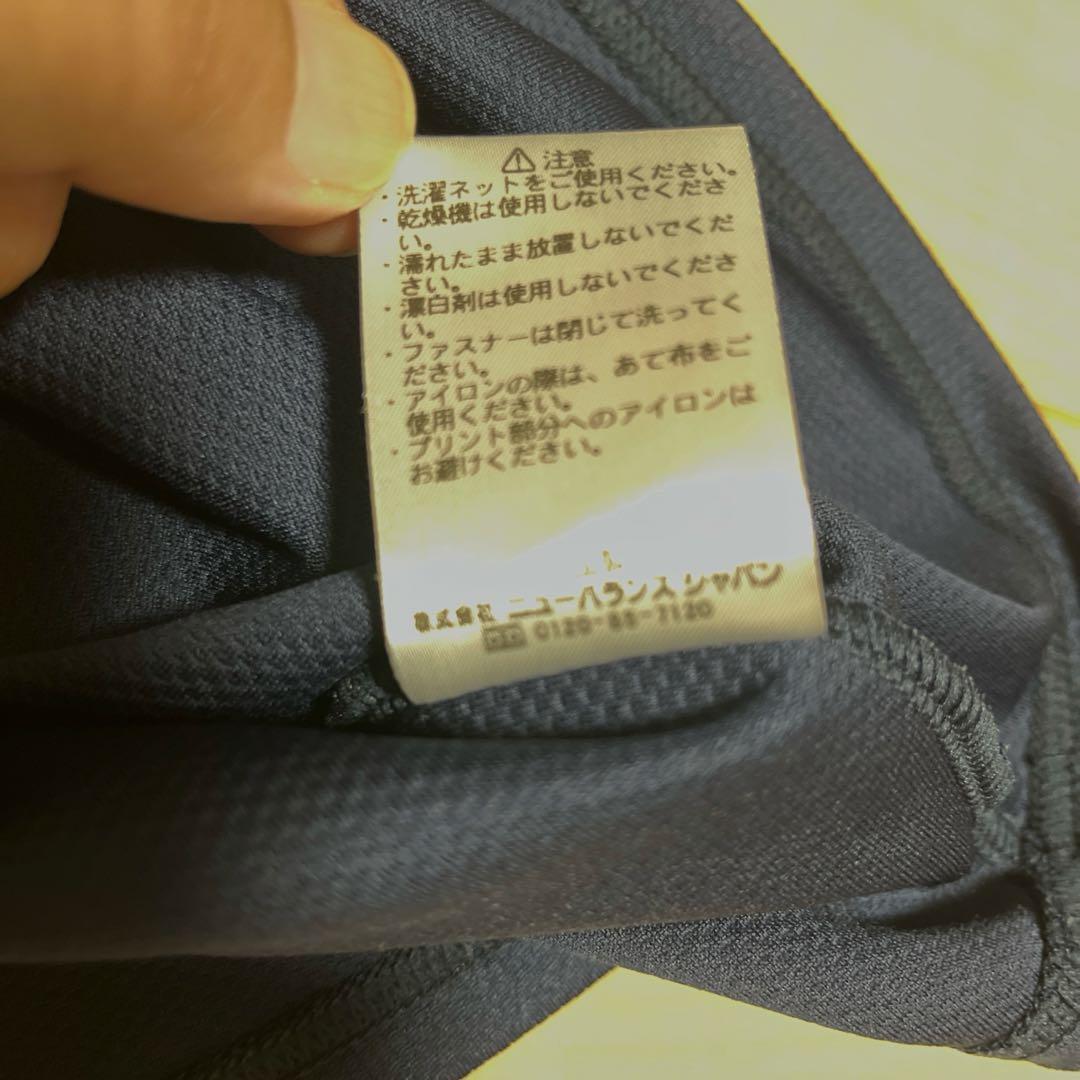 ⚠ 注意
・洗濯ネットをご使用ください。
・乾燥機は使用しないでくださ
い。
・濡れたまま放置しないでくだ
さい。
・漂白剤は使用しないでくださ
い。
・ファスナーは閉じて洗ってく
ださい。
・アイロンの際は、あて布をご
使用ください。
・プリント部分へのアイロンは
お避けください。
株式会社 ニューバランス ジャパン
0120-85-7120